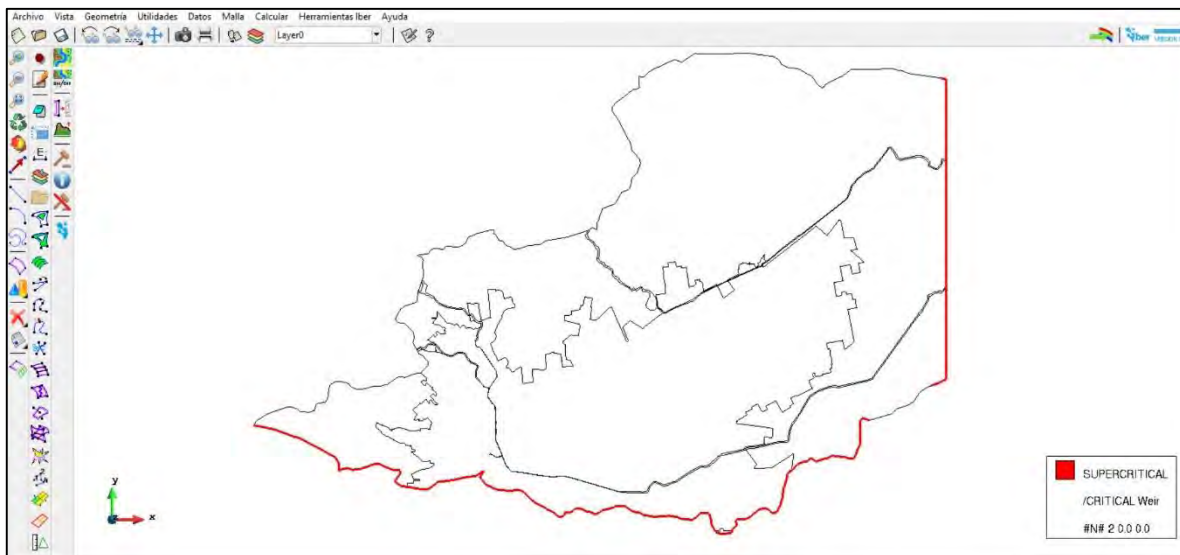 Archivo Vista Geometría Utilidades Datos Malla Calcular Herramientas Iber Ayuda
Layer0
iber
E
y
x
SUPERCRITICAL
/CRITICAL Weir
#N# 2 0.0 0.0